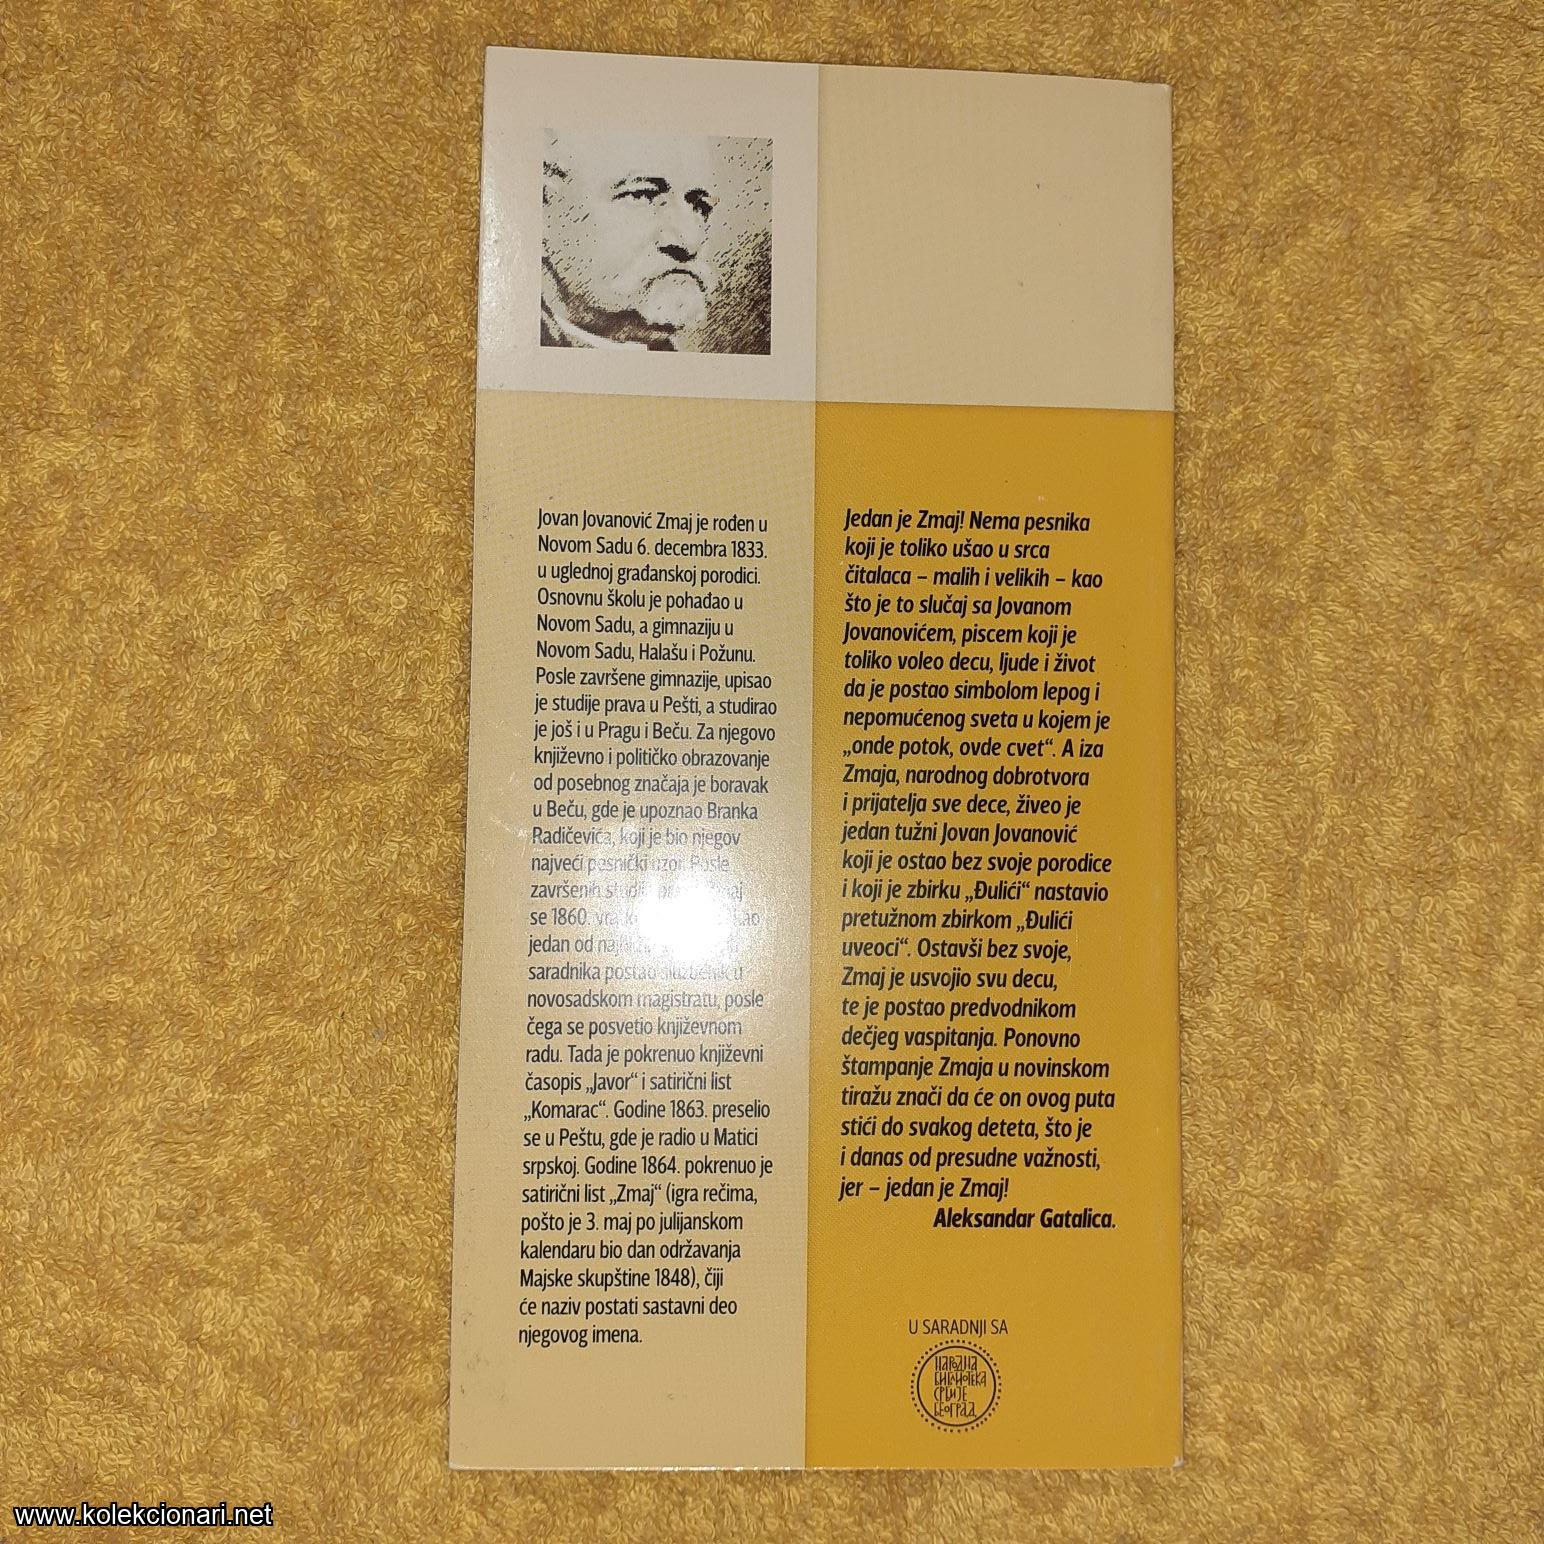 Jovan Jovanović Zmaj je rođen u
Novom Sadu 6. decembra 1833.
u uglednoj građanskoj porodici.
Osnovnu školu je pohađao u
Novom Sadu, a gimnaziju u
Novom Sadu, Halašu i Požunu.
Posle završene gimnazije, upisao
je studije prava u Pešti, a studirao
je još i u Pragu i Beču. Za njegovo
književno i političko obrazovanje
od posebnog značaja je boravak
u Beču, gde je upoznao Branka
Radičevića, koji je bio njegov
najveći pesnički uzor. Posle
završenih
se 1860.
jedan od
saradnika postao službenik u
novosadskom magistratu, posle
čega se posvetio književnom
radu. Tada je pokrenuo književni
časopis „Javor“ i satirični list
„Komarac“. Godine 1863. preselio
se u Peštu, gde je radio u Matici
srpskoj. Godine 1864. pokrenuo je
satirični list „Zmaj“ (igra rečima,
pošto je 3. maj po julijanskom
kalendaru bio dan održavanja
Majske skupštine 1848), čiji
će naziv postati sastavni deo
njegovog imena.
Jedan je Zmaj! Nema pesnika
koji je toliko ušao u srca
čitalaca – malih i velikih – kao
što je to slučaj sa Jovanom
Jovanovićem, piscem koji je
toliko voleo decu, ljude i život
da je postao simbolom lepog i
nepomućenog sveta u kojem je
„onde potok, ovde cvet“. A iza
Zmaja, narodnog dobrotvora
i prijatelja sve dece, živeo je
jedan tužni Jovan Jovanović
koji je ostao bez svoje porodice
i koji je zbirku „Đulići“ nastavio
pretužnom zbirkom „Đulići
uveoci“. Ostavši bez svoje,
Zmaj je usvojio svu decu,
te je postao predvodnikom
dečjeg vaspitanja. Ponovno
štampanje Zmaja u novinskom
tiražu znači da će on ovog puta
stići do svakog deteta, što je
i danas od presudne važnosti,
jer – jedan je Zmaj!
Aleksandar Gatalica.
U SARADNJI SA
НАРОДНА
БИБЛИОТЕКА
СРБИЈЕ
БЕОГРАД
www.kolekcionari.net